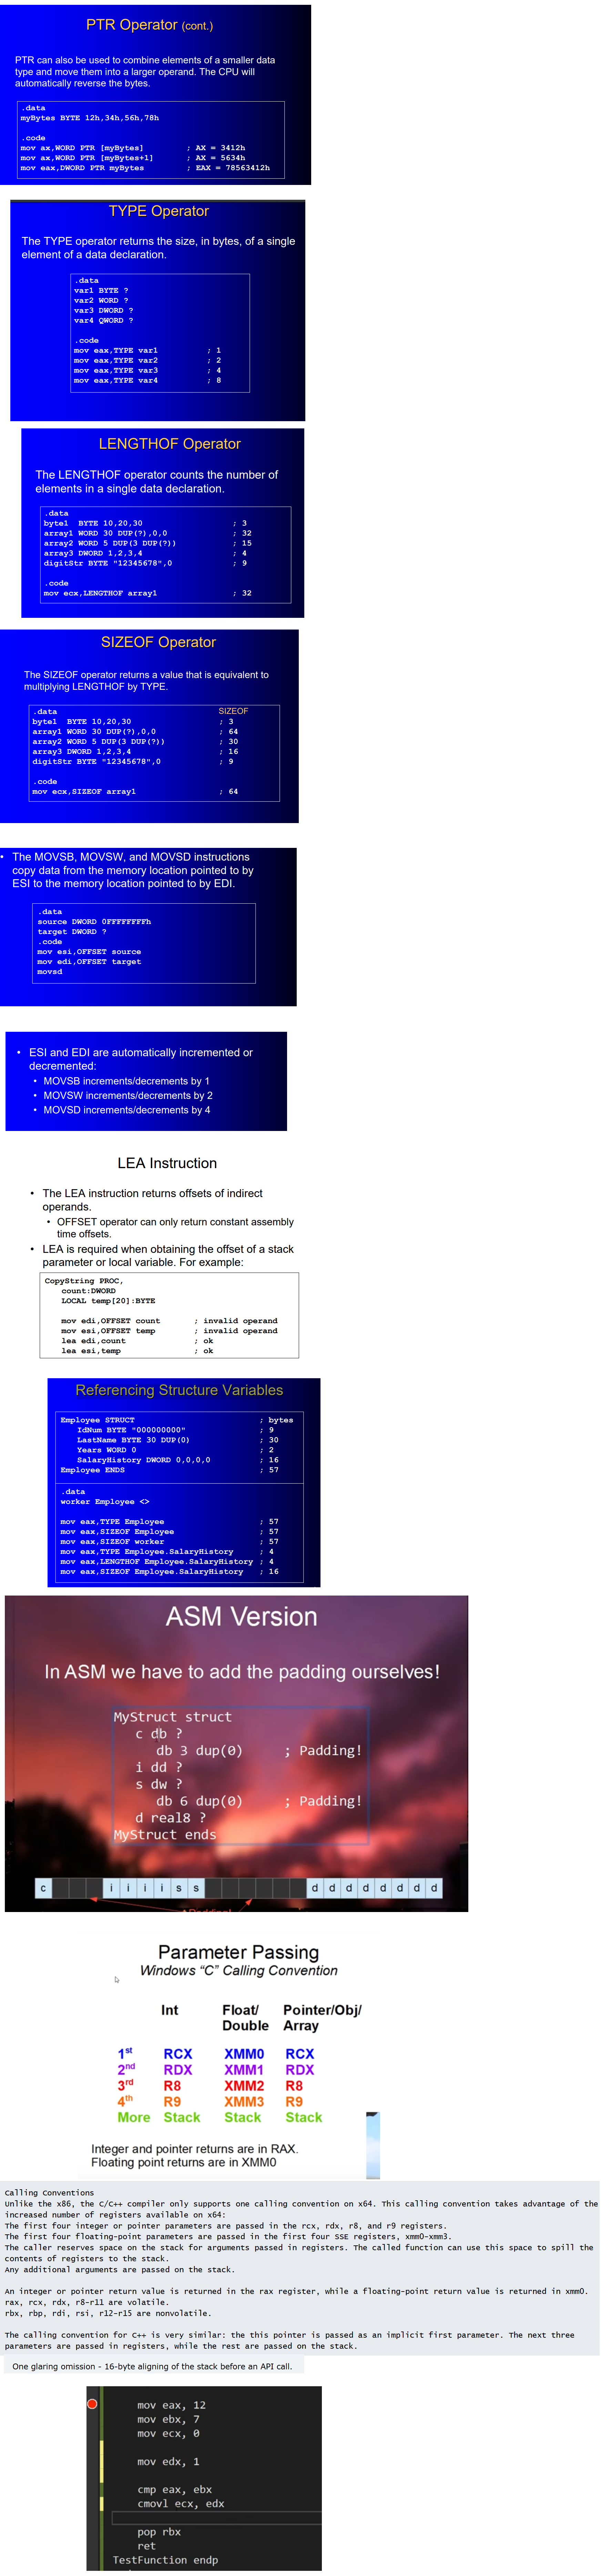 PTR Operator (cont.)
PTR can also be used to combine elements of a smaller data
type and move them into a larger operand. The CPU will
automatically reverse the bytes.
.data
myBytes BYTE 12h,34h,56h,78h
.code
mov ax,WORD PTR [myBytes] ; AX = 3412h
mov ax,WORD PTR [myBytes+1] ; AX = 5634h
mov eax,DWORD PTR myBytes ; EAX = 78563412h
TYPE Operator
The TYPE operator returns the size, in bytes, of a single
element of a data declaration.
.data
var1 BYTE ?
var2 WORD ?
var3 DWORD ?
var4 QWORD ?
.code
mov eax,TYPE var1 ; 1
mov eax,TYPE var2 ; 2
mov eax,TYPE var3 ; 4
mov eax,TYPE var4 ; 8
LENGTHOF Operator
The LENGTHOF operator counts the number of
elements in a single data declaration.
.data
byte1 BYTE 10,20,30 ; 3
array1 WORD 30 DUP(?),0,0 ; 32
array2 WORD 5 DUP(3 DUP(?)) ; 15
array3 DWORD 1,2,3,4 ; 4
digitStr BYTE "12345678",0 ; 9
.code
mov ecx,LENGTHOF array1 ; 32
SIZEOF Operator
The SIZEOF operator returns a value that is equivalent to
multiplying LENGTHOF by TYPE.
.data SIZEOF
byte1 BYTE 10,20,30 ; 3
array1 WORD 30 DUP(?),0,0 ; 64
array2 WORD 5 DUP(3 DUP(?)) ; 30
array3 DWORD 1,2,3,4 ; 16
digitStr BYTE "12345678",0 ; 9
.code
mov ecx,SIZEOF array1 ; 64
• The MOVSB, MOVSW, and MOVSD instructions
copy data from the memory location pointed to by
ESI to the memory location pointed to by EDI.
.data
source DWORD 0FFFFFFFFh
target DWORD ?
.code
mov esi,OFFSET source
mov edi,OFFSET target
movsd
• ESI and EDI are automatically incremented or
decremented:
• MOVSB increments/decrements by 1
• MOVSW increments/decrements by 2
• MOVSD increments/decrements by 4
LEA Instruction
• The LEA instruction returns offsets of indirect
operands.
• OFFSET operator can only return constant assembly
time offsets.
• LEA is required when obtaining the offset of a stack
parameter or local variable. For example:
CopyString PROC,
count:DWORD
LOCAL temp[20]:BYTE
mov edi,OFFSET count ; invalid operand
mov esi,OFFSET temp ; invalid operand
lea edi,count ; ok
lea esi,temp ; ok
Referencing Structure Variables
Employee STRUCT ; bytes
IdNum BYTE "000000000" ; 9
LastName BYTE 30 DUP(0) ; 30
Years WORD 0 ; 2
SalaryHistory DWORD 0,0,0,0 ; 16
Employee ENDS ; 57
.data
worker Employee <>
mov eax,TYPE Employee ; 57
mov eax,SIZEOF Employee ; 57
mov eax,SIZEOF worker ; 57
mov eax,TYPE Employee.SalaryHistory ; 4
mov eax,LENGTHOF Employee.SalaryHistory ; 4
mov eax,SIZEOF Employee.SalaryHistory ; 16
ASM Version
In ASM we have to add the padding ourselves!
MyStruct struct
c db ?
db 3 dup(0) ; Padding!
i dd ?
s dw ?
db 6 dup(0) ; Padding!
d real8 ?
MyStruct ends
c i i i i s s d d d d d d d d
Parameter Passing
Windows “C” Calling Convention
Int Float/ Pointer/Obj/
Double Array
1st RCX XMM0 RCX
2nd RDX XMM1 RDX
3rd R8 XMM2 R8
4th R9 XMM3 R9
More Stack Stack Stack
Integer and pointer returns are in RAX.
Floating point returns are in XMM0
Calling Conventions
Unlike the x86, the C/C++ compiler only supports one calling convention on x64. This calling convention takes advantage of the
increased number of registers available on x64:
The first four integer or pointer parameters are passed in the rcx, rdx, r8, and r9 registers.
The first four floating-point parameters are passed in the first four SSE registers, xmm0-xmm3.
The caller reserves space on the stack for arguments passed in registers. The called function can use this space to spill the
contents of registers to the stack.
Any additional arguments are passed on the stack.
An integer or pointer return value is returned in the rax register, while a floating-point return value is returned in xmm0.
rax, rcx, rdx, r8-r11 are volatile.
rbx, rbp, rdi, rsi, r12-r15 are nonvolatile.
The calling convention for C++ is very similar: the this pointer is passed as an implicit first parameter. The next three
parameters are passed in registers, while the rest are passed on the stack.
One glaring omission - 16-byte aligning of the stack before an API call.
mov eax, 12
mov ebx, 7
mov ecx, 0
mov edx, 1
cmp eax, ebx
cmovl ecx, edx
pop rbx
ret
TestFunction endp